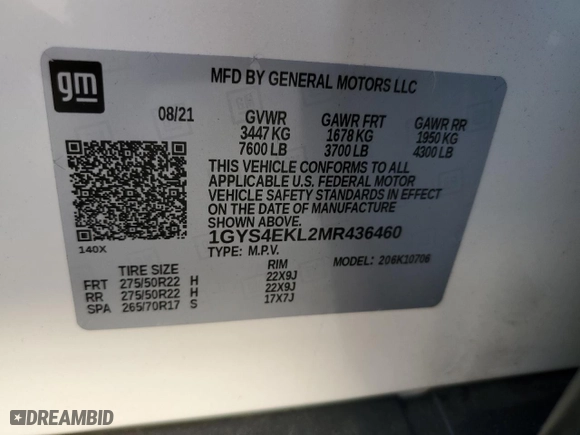 gm
MFD BY GENERAL MOTORS LLC
08/21 GVWR GAWR FRT GAWR RR
3447 KG 1678 KG 1950 KG
7600 LB 3700 LB 4300 LB
THIS VEHICLE CONFORMS TO ALL
APPLICABLE U.S. FEDERAL MOTOR
VEHICLE SAFETY STANDARDS IN EFFECT
ON THE DATE OF MANUFACTURE
SHOWN ABOVE.
1GYS4EKL2MR436460
140X
TYPE: M.P.V. MODEL: 206K10706
TIRE SIZE RIM
FRT 275/50R22 H 22X9J
RR 275/50R22 H 22X9J
SPA 265/70R17 S 17X7J
DREAMBID